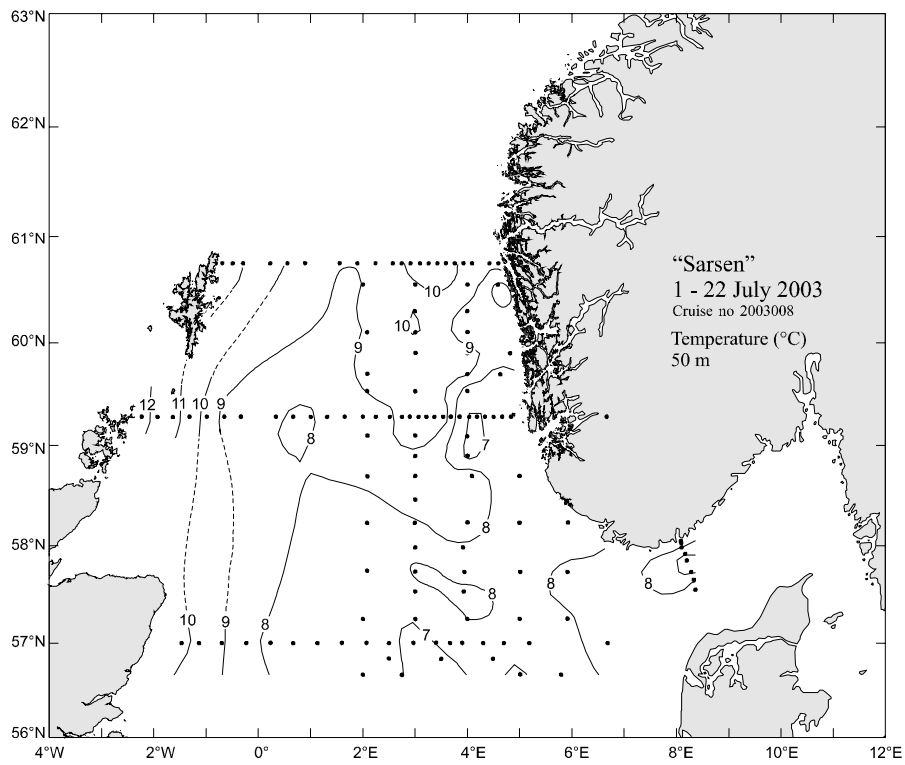 63°N
62°N
61°N
60°N
59°N
58°N
57°N
56°N
4°W 2°W 0° 2°E 4°E 6°E 8°E 10°E 12°E
“Sarsen”
1 - 22 July 2003
Cruise no 2003008
Temperature (°C)
50 m
10
10
9 9
12 11 10 9
8 7
8
8 8 8
10 9 8 7